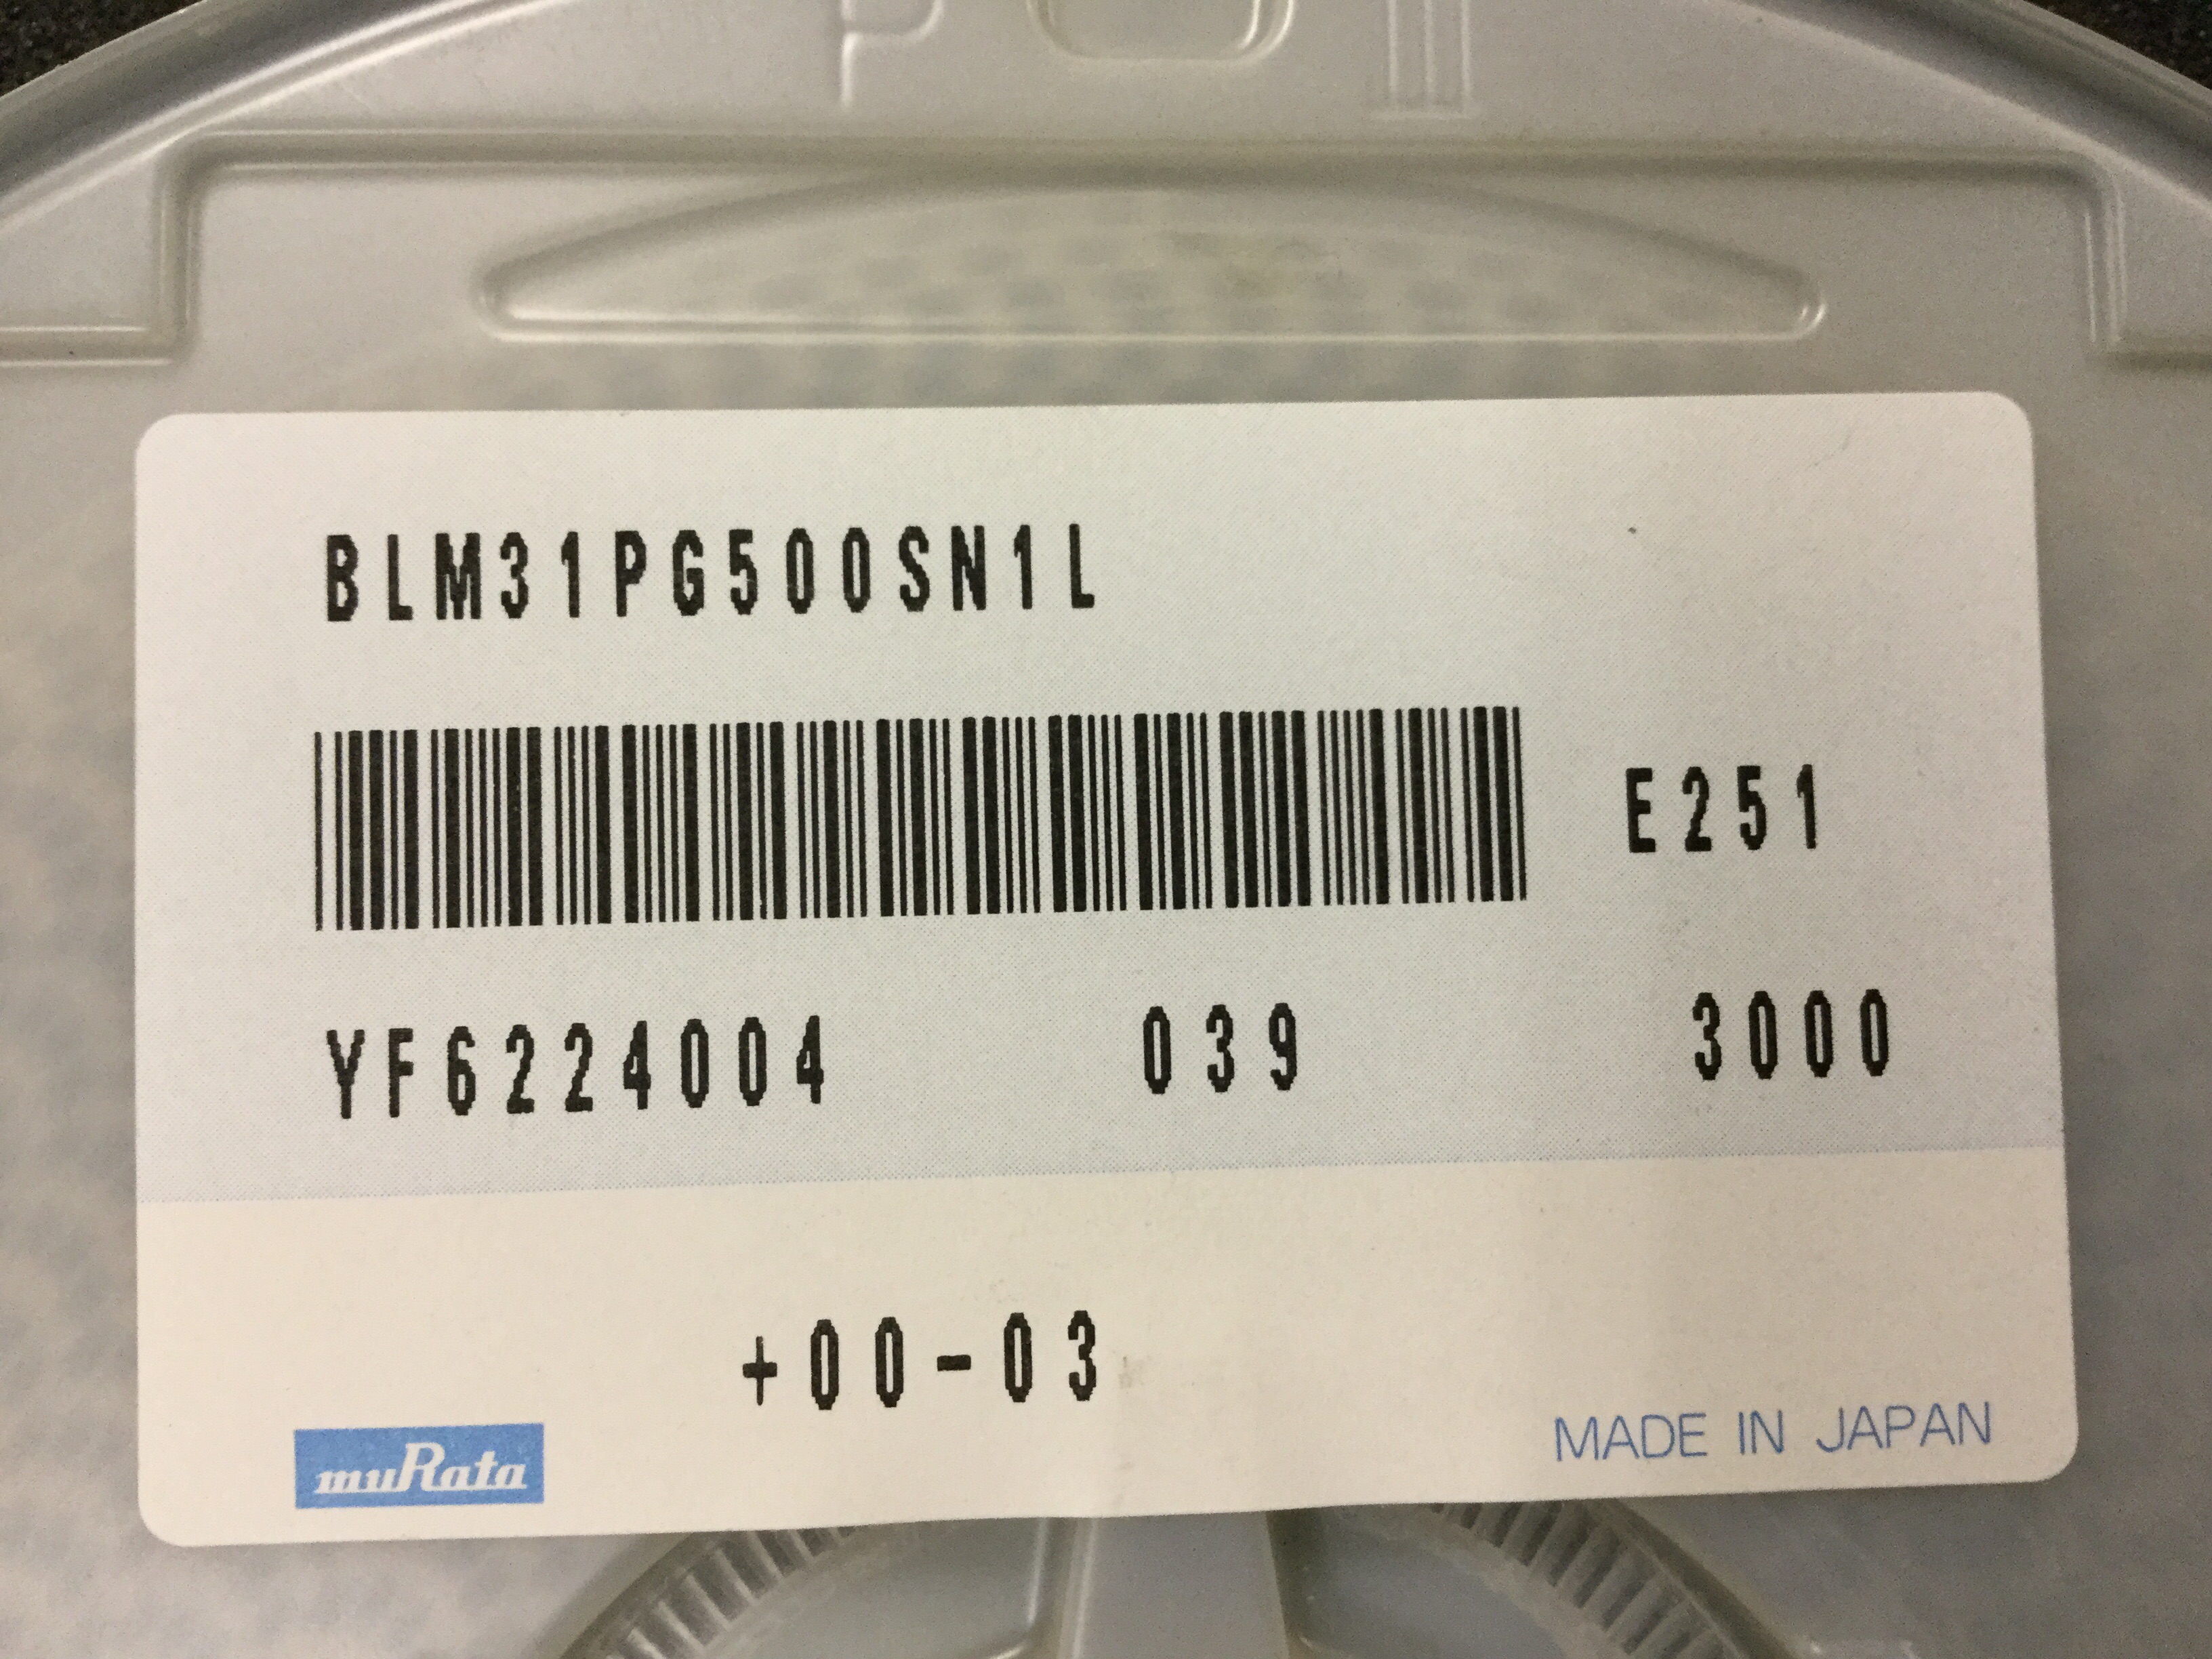 BLM31PG500SN1L
E251
YF6224004 039 3000
+00-03
muRata
MADE IN JAPAN